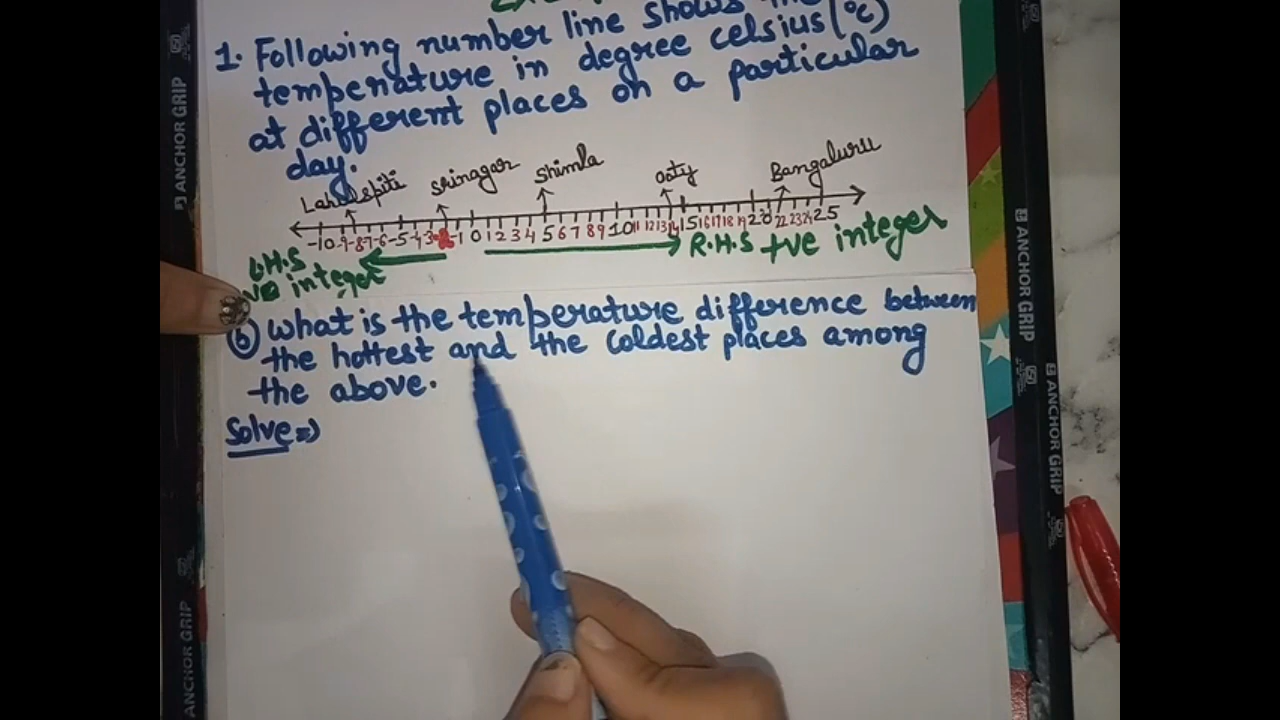 1. Following number line shows the
temperature in degree celsius (°c)
at different places on a particular
day.
Lahulspiti srinagar Shimla ooty Bangaluru
-10 -9 -8 -7 -6 -5 -4 -3 -2 -1 0 1 2 3 4 5 6 7 8 9 10 11 12 13 14 15 16 17 18 19 20 22 23 24 25
L.H.S
R.H.S +ve integer
integer
b) What is the temperature difference between
the hottest and the coldest places among
the above.
Solve =>
ANCHOR GRIP
ANCHOR GRIP
ANCHOR GRIP
ANCHOR GRIP